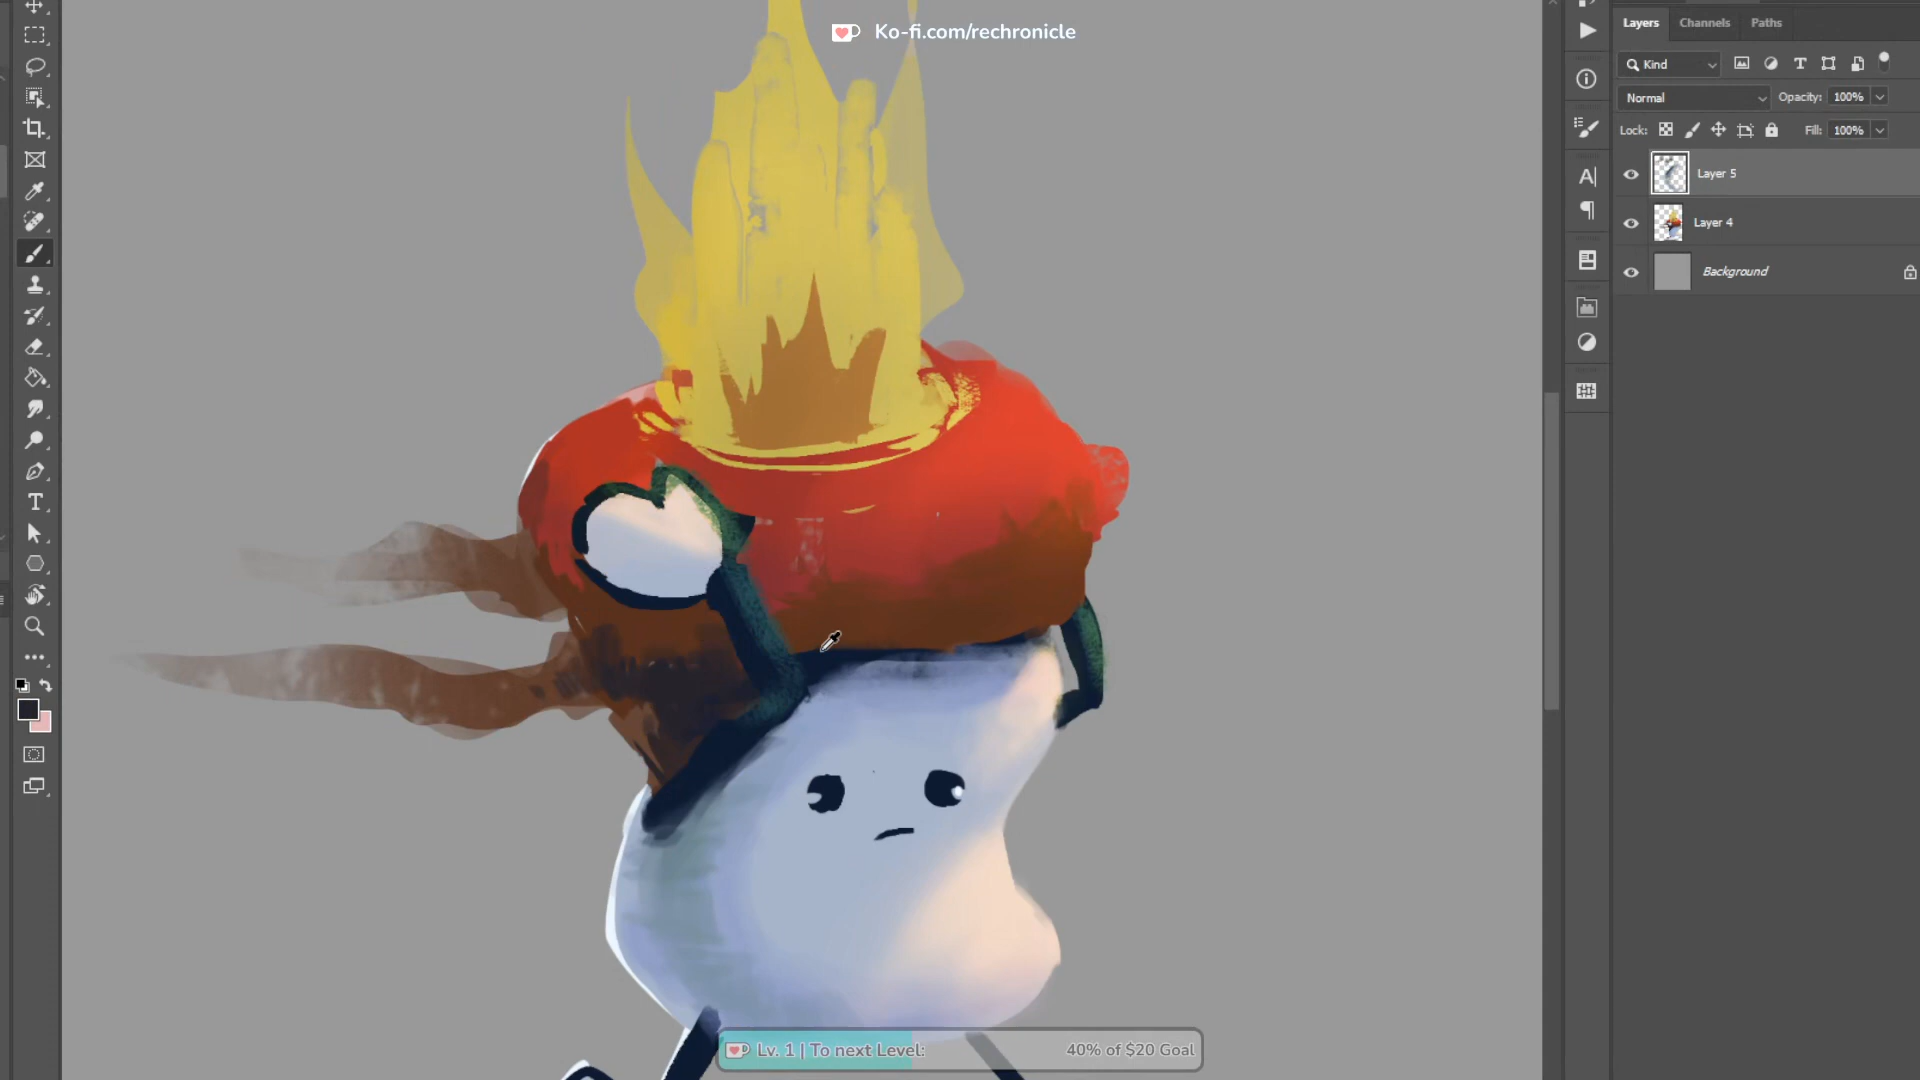 Ko-fi.com/rechronicle
Layers Channels Paths
Kind
Normal Opacity: 100%
Lock: Fill: 100%
Layer 5
Layer 4
Background
Lv. 1 | To next Level: 40% of $20 Goal